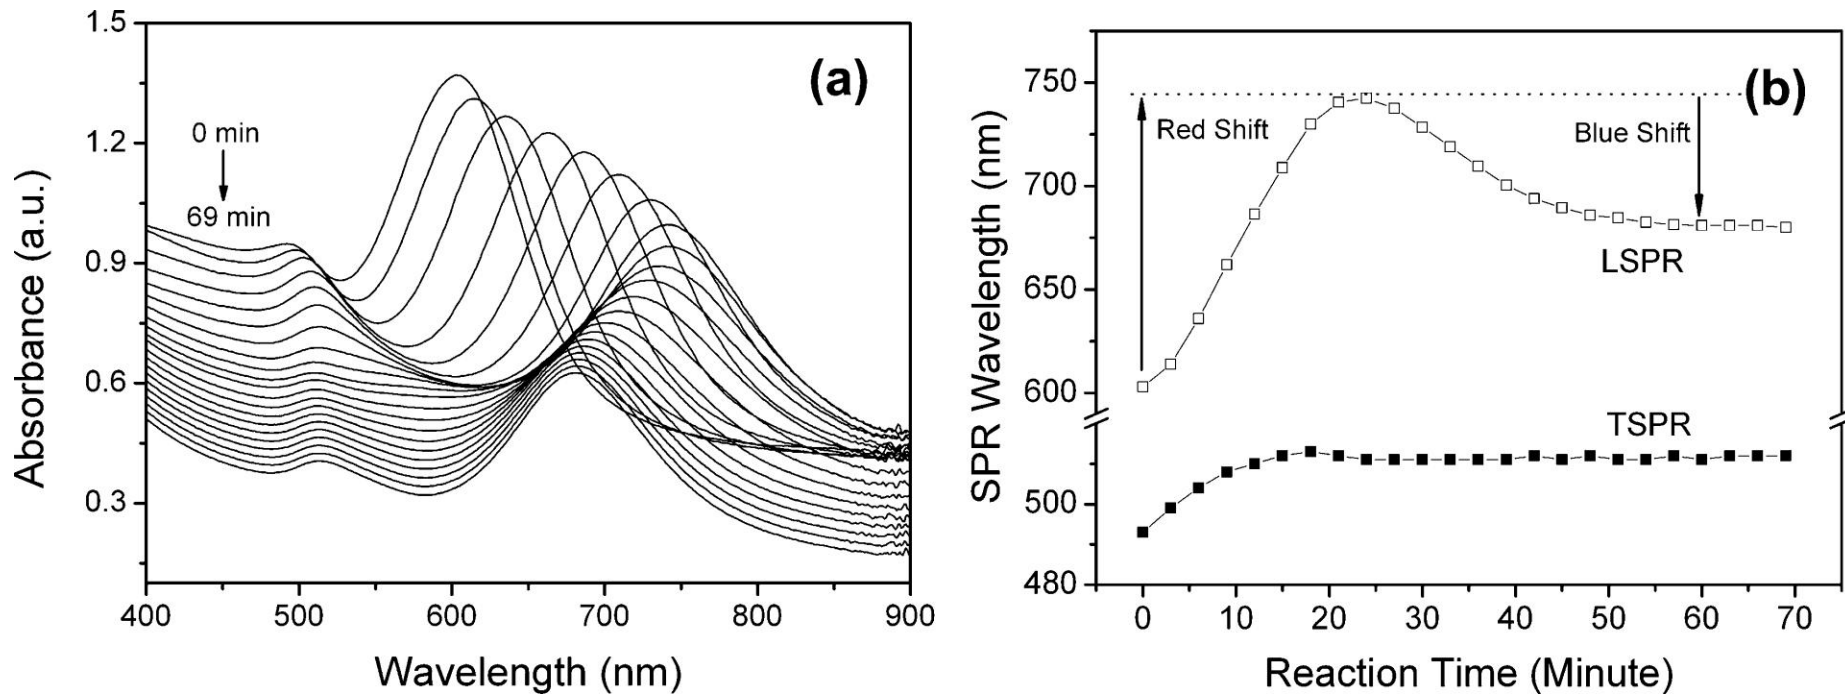 (a)
Absorbance (a.u.)
1.5
1.2
0.9
0.6
0.3
0 min
69 min
400
500
600
700
800
900
Wavelength (nm)
(b)
SPR Wavelength (nm)
750
700
650
600
500
480
Red Shift
Blue Shift
LSPR
TSPR
0
10
20
30
40
50
60
70
Reaction Time (Minute)